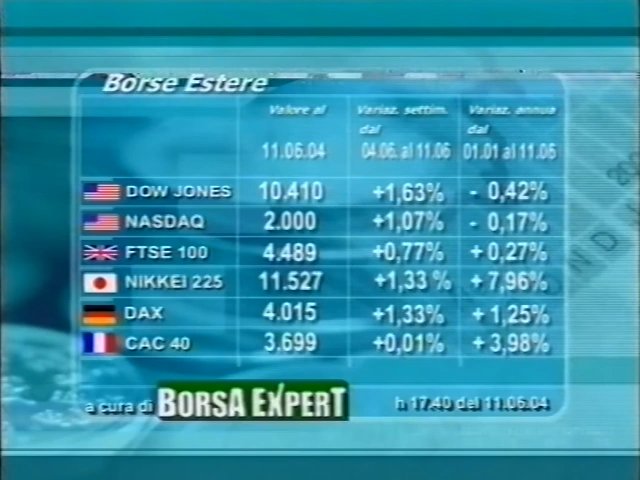 Borse Estere
Valore al Variaz. settim. Variaz. annua
dal dal
11.06.04 04.06. al 11.06 01.01 al 11.06
DOW JONES 10.410 +1,63% - 0,42%
NASDAQ 2.000 +1,07% - 0,17%
FTSE 100 4.489 +0,77% + 0,27%
NIKKEI 225 11.527 +1,33 % + 7,96%
DAX 4.015 +1,33% + 1,25%
CAC 40 3.699 +0,01% + 3,98%
a cura di BORSA EXPERT h 17.40 del 11.06.04